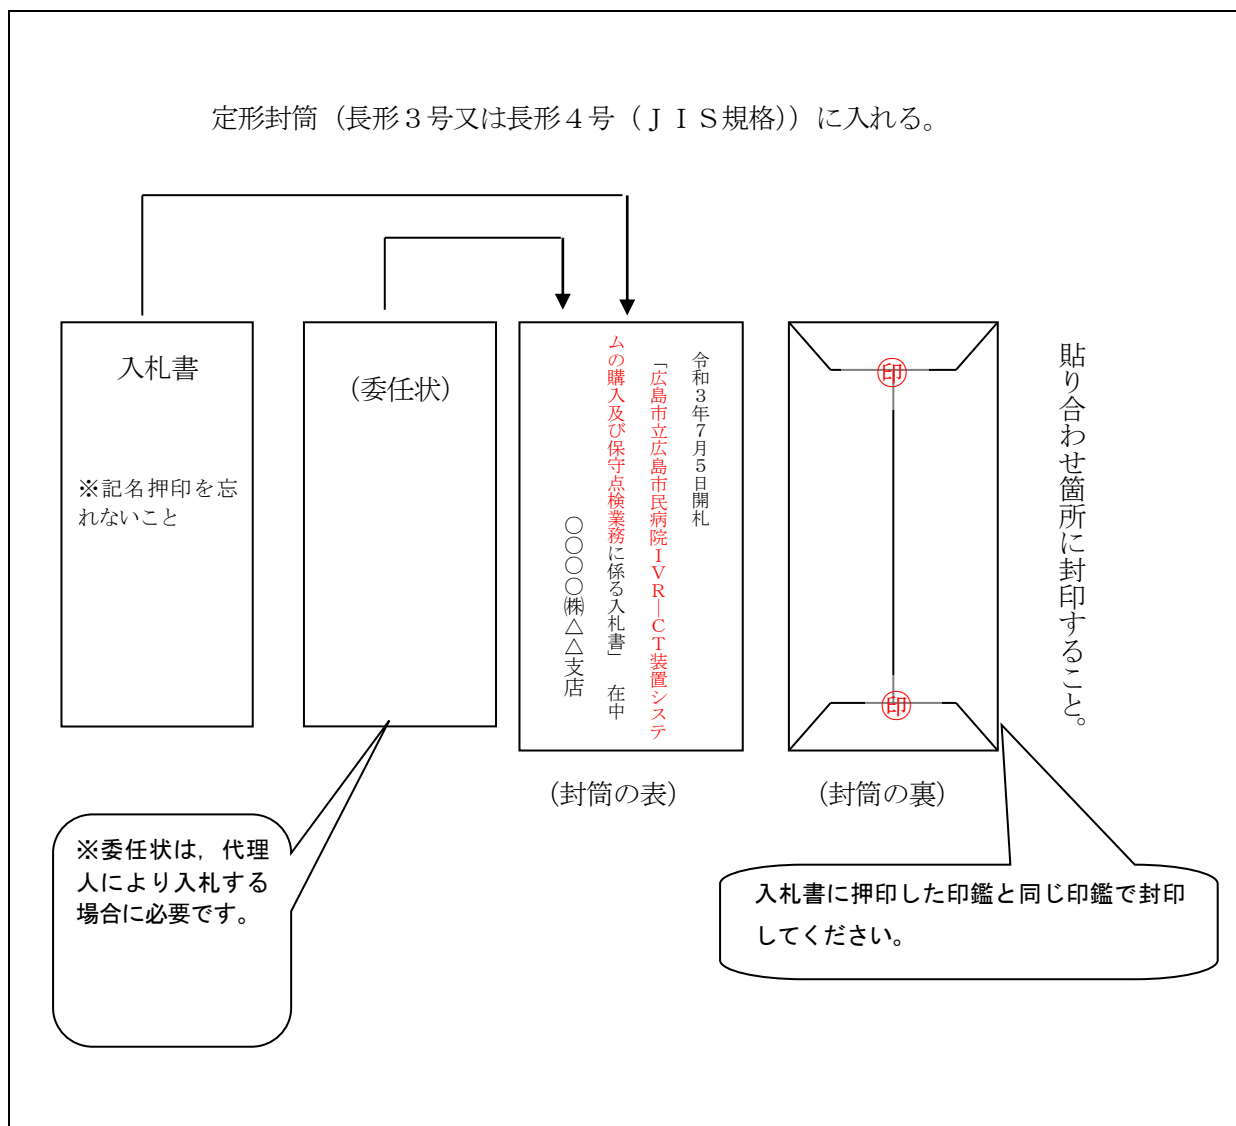 定形封筒（長形３号又は長形４号（ＪＩＳ規格））に入れる。
入札書
※記名押印を忘
れないこと
（委任状）
令和３年７月５日開札
「広島市立広島市民病院ＩＶＲ―ＣＴ装置システ
ムの購入及び保守点検業務に係る入札書」　在中
〇〇〇〇㈱△△支店
（封筒の表）
㊞
㊞
（封筒の裏）
貼り合わせ箇所に封印すること。
※委任状は，代理
人により入札する
場合に必要です。
入札書に押印した印鑑と同じ印鑑で封印
してください。